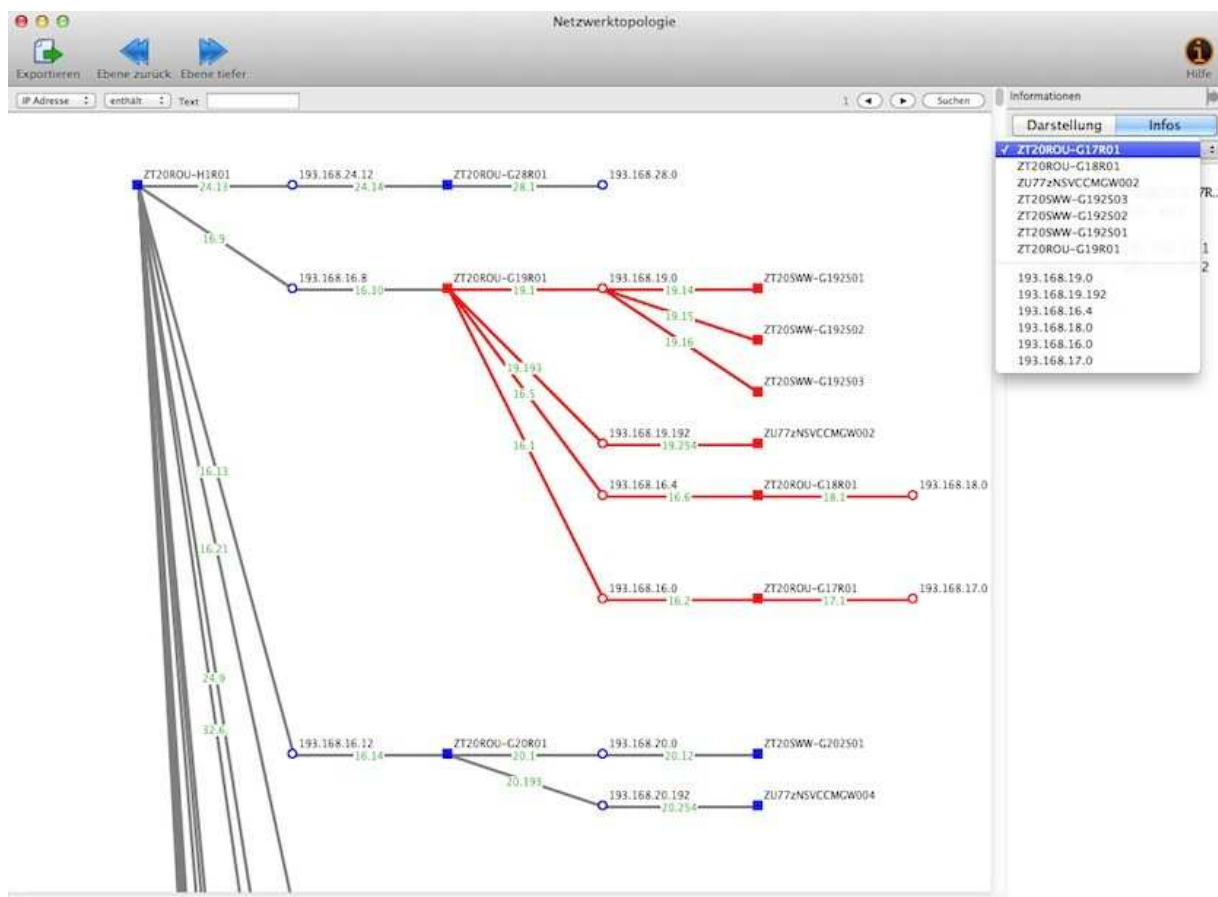 Netzwerktopologie
Exportieren Ebene zurück Ebene tiefer
Hilfe
IP Adresse enthält Text 1 Suchen Informationen
Darstellung Infos
✓ ZT20ROU-G17R01
ZT20ROU-G18R01
ZU77zNSVCCMGW002
ZT20SWW-G192S03
ZT20SWW-G192S02
ZT20SWW-G192S01
ZT20ROU-G19R01
193.168.19.0
193.168.19.192
193.168.16.4
193.168.18.0
193.168.16.0
193.168.17.0
7R...
1
2
ZT20ROU-H1R01 193.168.24.12 ZT20ROU-G28R01 193.168.28.0
24.13 24.14 28.1
16.9
193.168.16.8 ZT20ROU-G19R01 193.168.19.0 ZT20SWW-G192S01
16.10 19.1 19.14
19.15 ZT20SWW-G192S02
19.16
19.193 ZT20SWW-G192S03
16.5
193.168.19.192 ZU77zNSVCCMGW002
16.1 19.254
16.13 193.168.16.4 ZT20ROU-G18R01 193.168.18.0
16.6 18.1
16.21
193.168.16.0 ZT20ROU-G17R01 193.168.17.0
16.2 17.1
24.9
32.6
193.168.16.12 ZT20ROU-G20R01 193.168.20.0 ZT20SWW-G202S01
16.14 20.1 20.12
20.193 193.168.20.192 ZU77zNSVCCMGW004
20.254